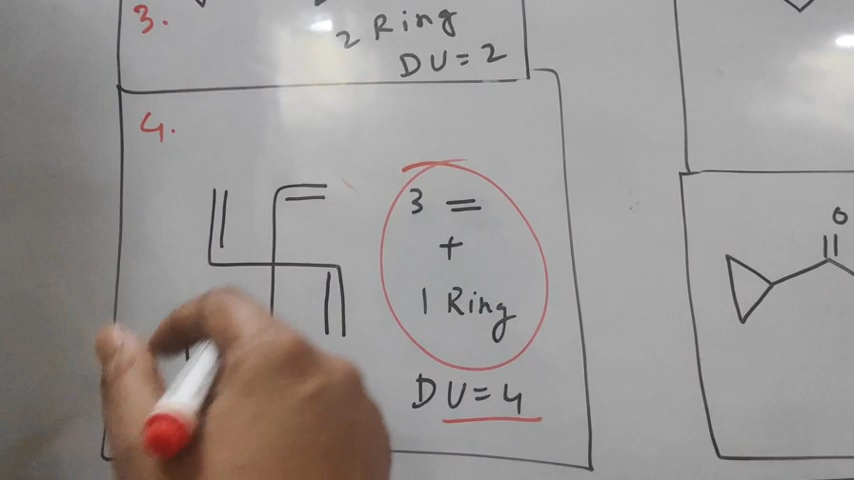 3.
2 Ring
DU=2
4.
3 =
+
1 Ring
DU=4
O